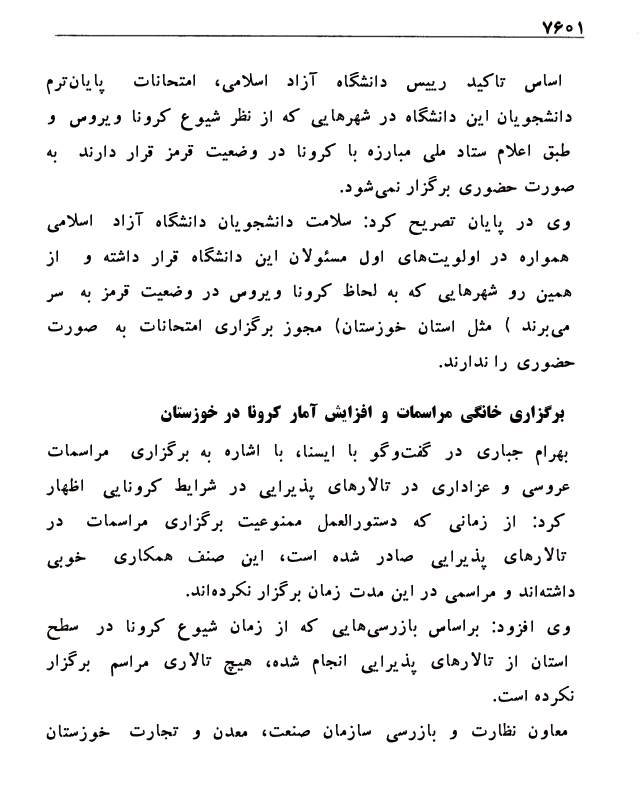 ۷۶۰۱
اساس تاکید رییس دانشگاه آزاد اسلامی، امتحانات پایان‌ترم
دانشجویان این دانشگاه در شهرهایی که از نظر شیوع کرونا ویروس و
طبق اعلام ستاد ملی مبارزه با کرونا در وضعیت قرمز قرار دارند به
صورت حضوری برگزار نمی‌شود.
وی در پایان تصریح کرد: سلامت دانشجویان دانشگاه آزاد اسلامی
همواره در اولویت‌های اول مسئولان این دانشگاه قرار داشته و از
همین رو شهرهایی که به لحاظ کرونا ویروس در وضعیت قرمز به سر
می‌برند ) مثل استان خوزستان) مجوز برگزاری امتحانات به صورت
حضوری را ندارند.
برگزاری خانگی مراسمات و افزایش آمار کرونا در خوزستان
بهرام جباری در گفت‌وگو با ایسنا، با اشاره به برگزاری مراسمات
عروسی و عزاداری در تالارهای پذیرایی در شرایط کرونایی اظهار
کرد: از زمانی که دستورالعمل ممنوعیت برگزاری مراسمات در
تالارهای پذیرایی صادر شده است، این صنف همکاری خوبی
داشته‌اند و مراسمی در این مدت زمان برگزار نکرده‌اند.
وی افزود: براساس بازرسی‌هایی که از زمان شیوع کرونا در سطح
استان از تالارهای پذیرایی انجام شده، هیچ تالاری مراسم برگزار
نکرده است.
معاون نظارت و بازرسی سازمان صنعت، معدن و تجارت خوزستان